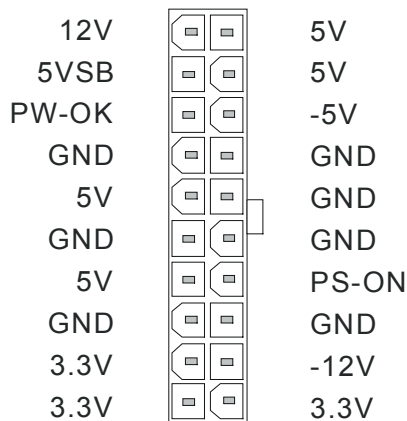 12V 5V
5VSB 5V
PW-OK -5V
GND GND
5V GND
GND GND
5V PS-ON
GND GND
3.3V -12V
3.3V 3.3V